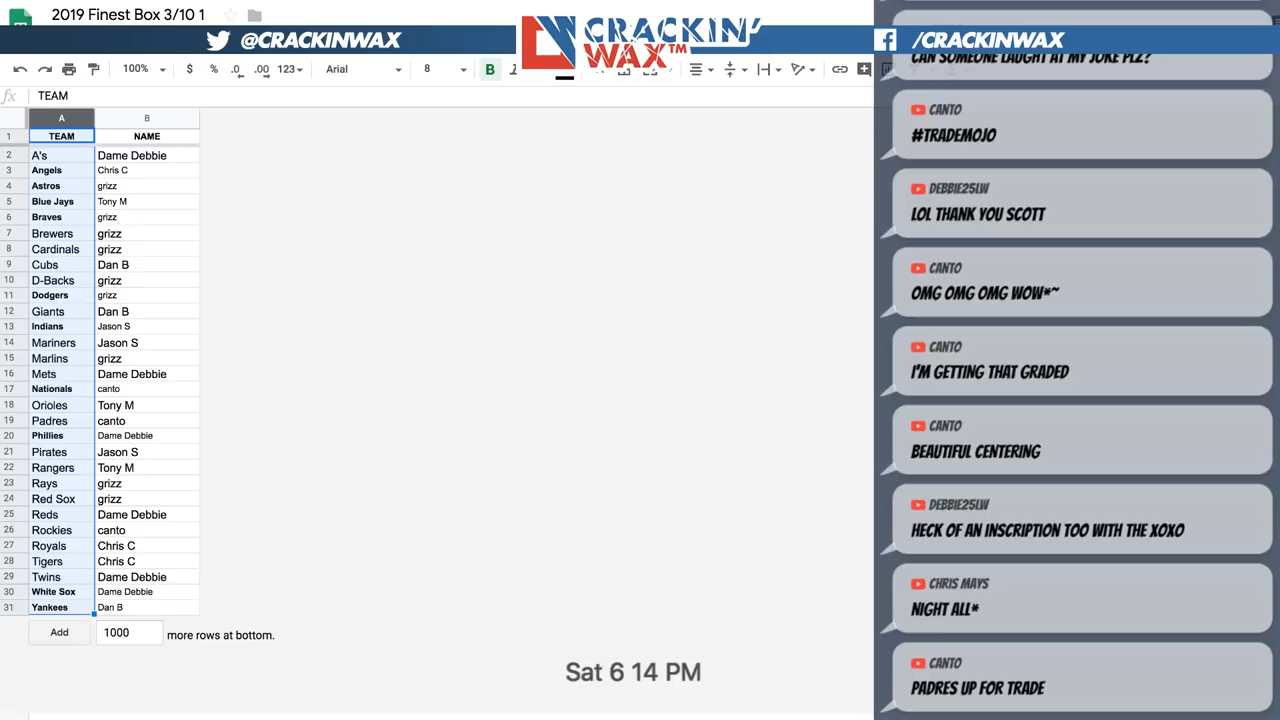 2019 Finest Box 3/10 1
@CRACKINWAX
CRACKIN'
WAX™
/CRACKINWAX
100%
$
%
.0
.00
123
Arial
8
B
fx
TEAM
A
B
1 TEAM NAME
2 A's Dame Debbie
3 Angels Chris C
4 Astros grizz
5 Blue Jays Tony M
6 Braves grizz
7 Brewers grizz
8 Cardinals grizz
9 Cubs Dan B
10 D-Backs grizz
11 Dodgers grizz
12 Giants Dan B
13 Indians Jason S
14 Mariners Jason S
15 Marlins grizz
16 Mets Dame Debbie
17 Nationals canto
18 Orioles Tony M
19 Padres canto
20 Phillies Dame Debbie
21 Pirates Jason S
22 Rangers Tony M
23 Rays grizz
24 Red Sox grizz
25 Reds Dame Debbie
26 Rockies canto
27 Royals Chris C
28 Tigers Chris C
29 Twins Dame Debbie
30 White Sox Dame Debbie
31 Yankees Dan B
Add 1000 more rows at bottom.
Sat 6 14 PM
CAN SOMEONE LAUGHT AT MY JOKE PLZ?
CANTO
#TRADEMOJO
DEBBIE25LW
LOL THANK YOU SCOTT
CANTO
OMG OMG OMG WOW*~
CANTO
I'M GETTING THAT GRADED
CANTO
BEAUTIFUL CENTERING
DEBBIE25LW
HECK OF AN INSCRIPTION TOO WITH THE XOXO
CHRIS MAYS
NIGHT ALL*
CANTO
PADRES UP FOR TRADE